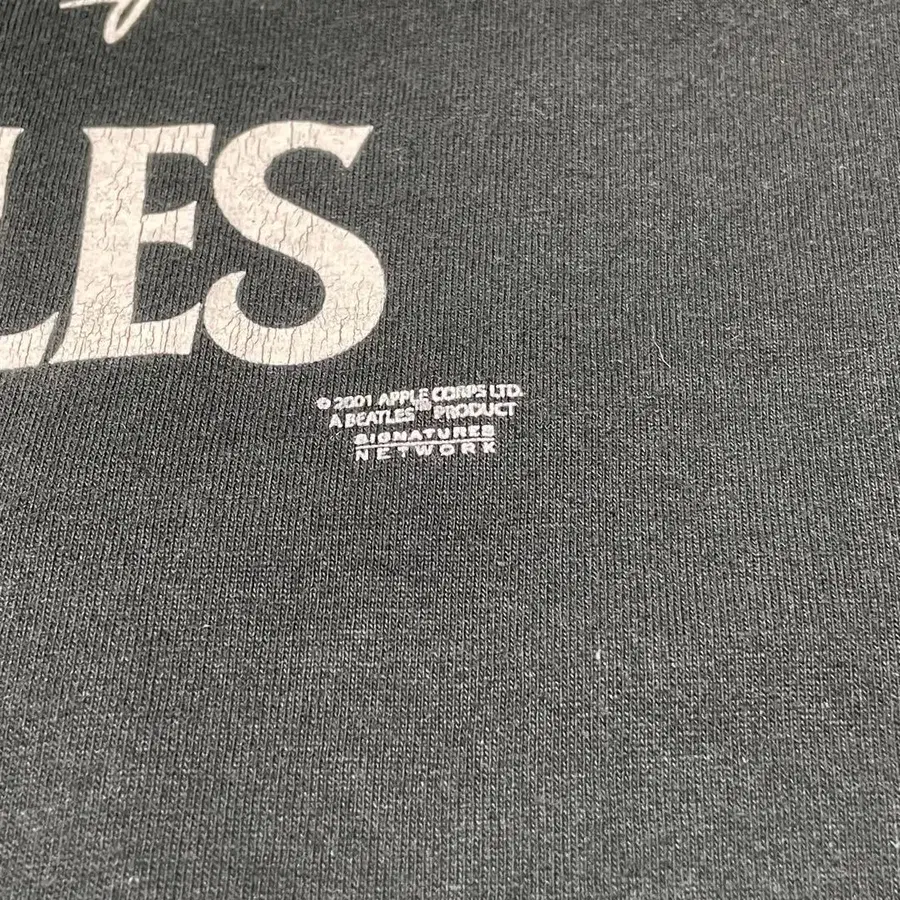 LES
© 2001 APPLE CORPS LTD.
A BEATLES™ PRODUCT
SIGNATURES
NETWORK